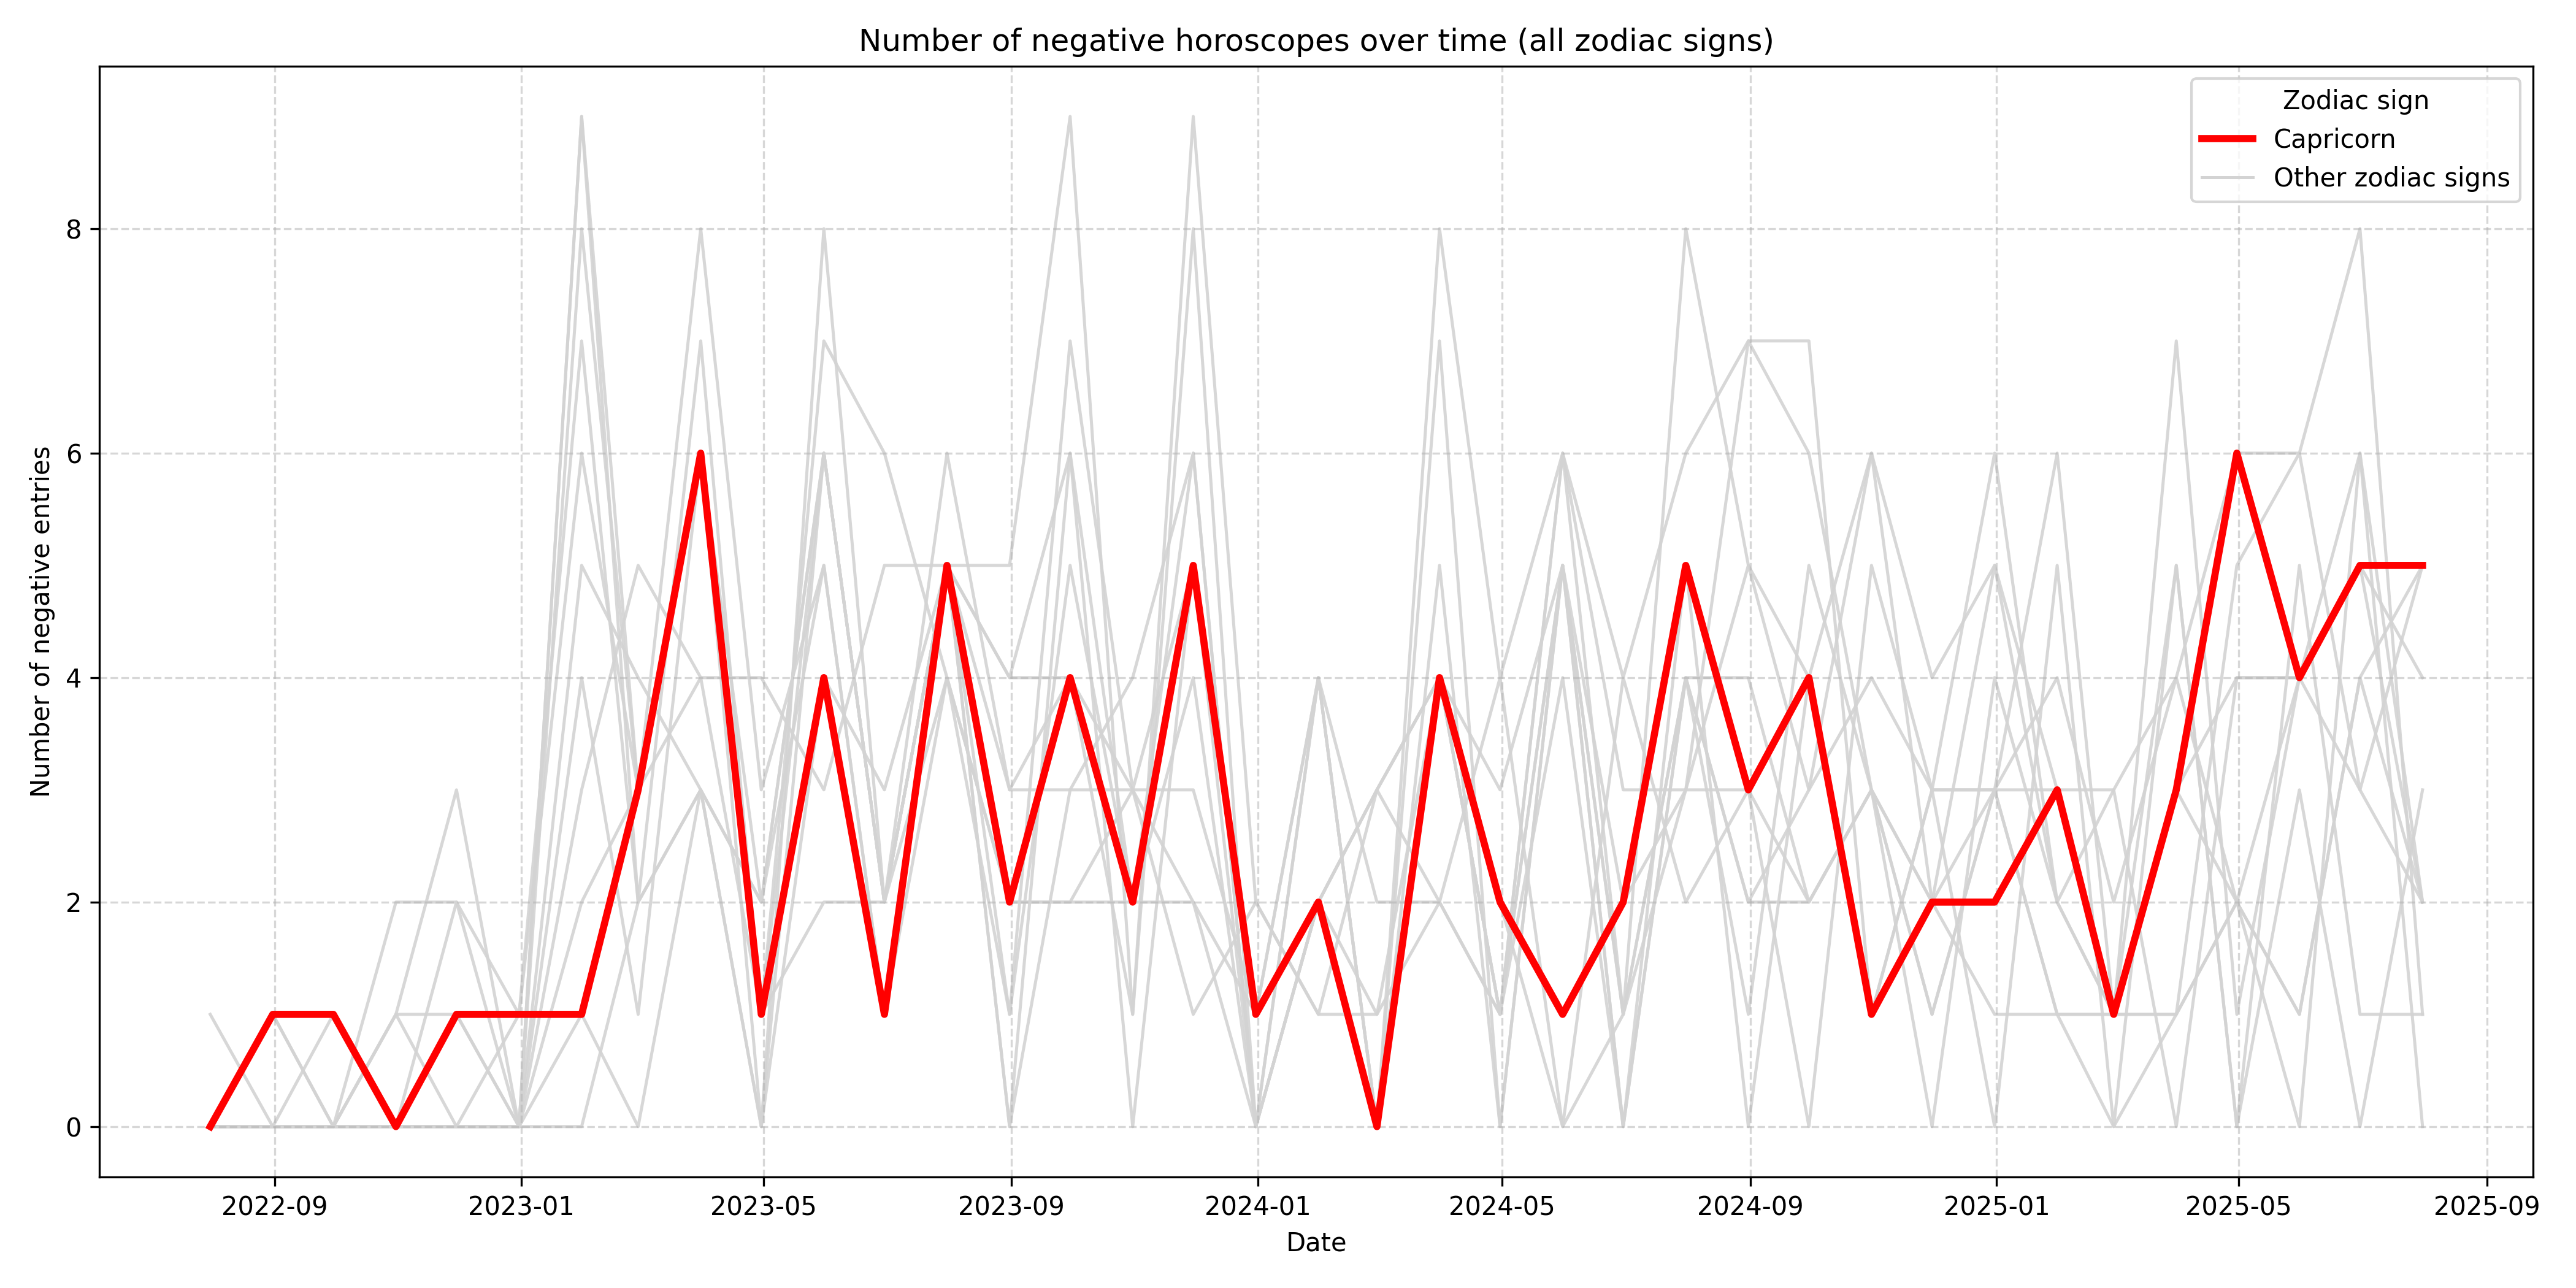 Number of negative horoscopes over time (all zodiac signs)
Zodiac sign
Capricorn
Other zodiac signs
Number of negative entries
8
6
4
2
0
2022-09 2023-01 2023-05 2023-09 2024-01 2024-05 2024-09 2025-01 2025-05 2025-09
Date